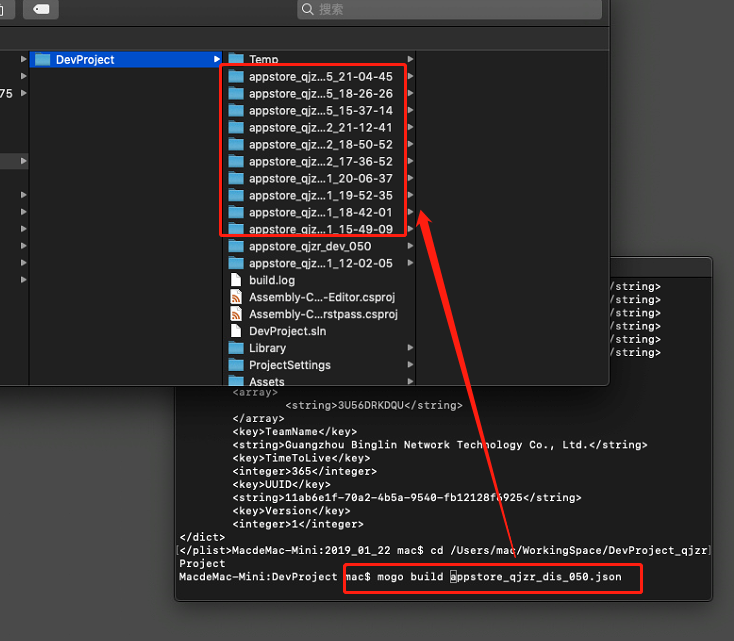 搜索
75
DevProject
Temp
appstore_qjz...5_21-04-45
appstore_qjz...5_18-26-26
appstore_qjz...5_15-37-14
appstore_qjz...2_21-12-41
appstore_qjz...2_18-50-52
appstore_qjz...2_17-36-52
appstore_qjz...1_20-06-37
appstore_qjz...1_19-52-35
appstore_qjz...1_18-42-01
appstore_qjz...1_15-49-09
appstore_qjzr_dev_050
appstore_qjz...1_12-02-05
build.log
Assembly-C...-Editor.csproj
Assembly-C...rstpass.csproj
DevProject.sln
Library
ProjectSettings
Assets
/string>
/string>
/string>
/string>
/string>
/string>
<array>
<string>3U56DRKDQU</string>
</array>
<key>TeamName</key>
<string>Guangzhou Binglin Network Technology Co., Ltd.</string>
<key>TimeToLive</key>
<integer>365</integer>
<key>UUID</key>
<string>11ab6e1f-70a2-4b5a-9540-fb12128f6925</string>
<key>Version</key>
<integer>1</integer>
</dict>
[</plist>MacdeMac-Mini:2019_01_22 mac$ cd /Users/mac/WorkingSpace/DevProject_qjzr]
Project
MacdeMac-Mini:DevProject mac$ mogo build appstore_qjzr_dis_050.json